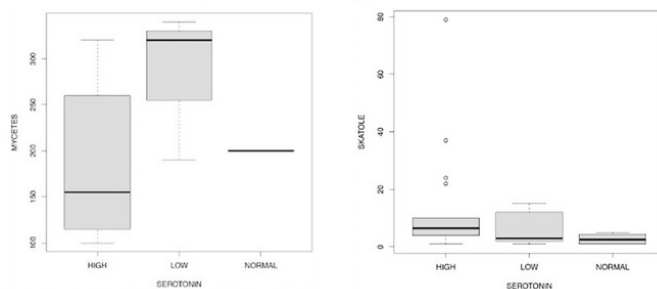 MYCETES
300
250
200
150
100
HIGH
LOW
NORMAL
SEROTONIN
SKATOLE
80
60
40
20
0
HIGH
LOW
NORMAL
SEROTONIN